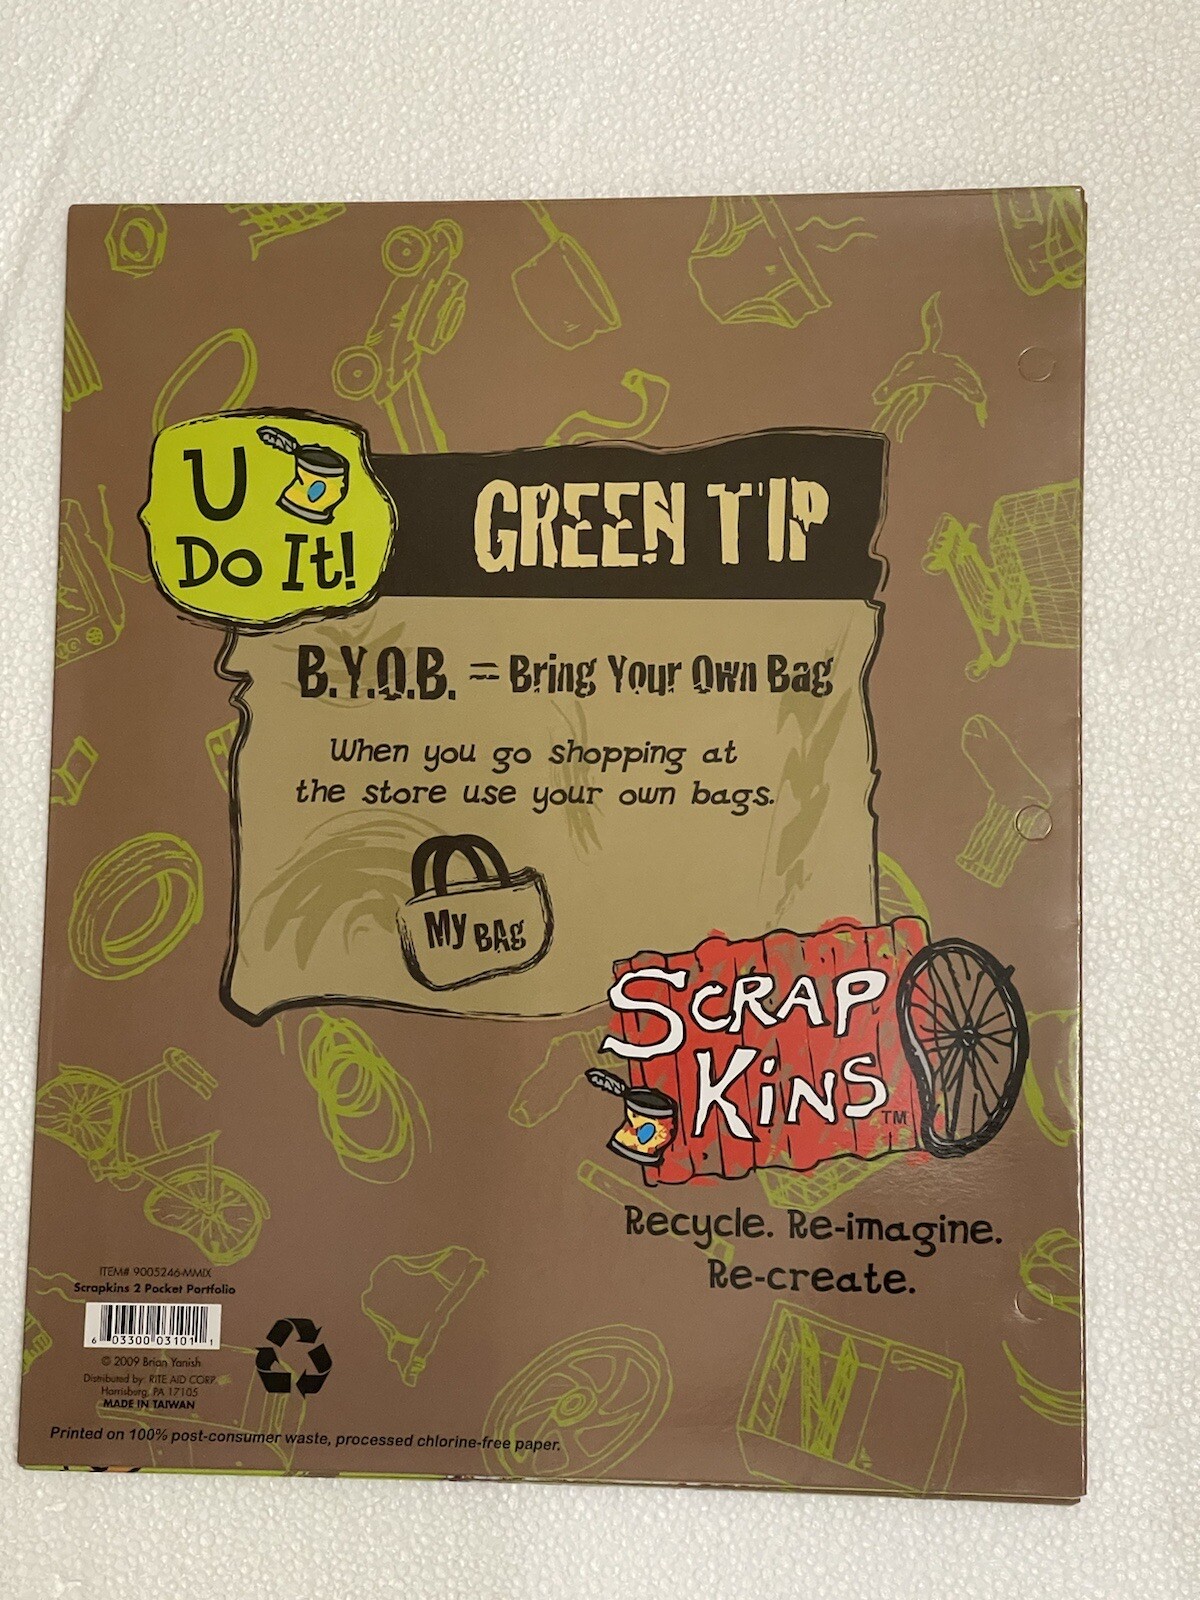 U
Do It!
GREEN TIP
B.Y.O.B. = Bring Your Own Bag
When you go shopping at
the store use your own bags.
My BAg
SCRAP
KiNS™
Recycle. Re-imagine.
Re-create.
ITEM# 9005246-MMIX
Scrapkins 2 Pocket Portfolio
6 03300 03101 1
© 2009 Brian Yanish
Distributed by: RITE AID CORP.
Harrisburg, PA 17105
MADE IN TAIWAN
Printed on 100% post-consumer waste, processed chlorine-free paper.